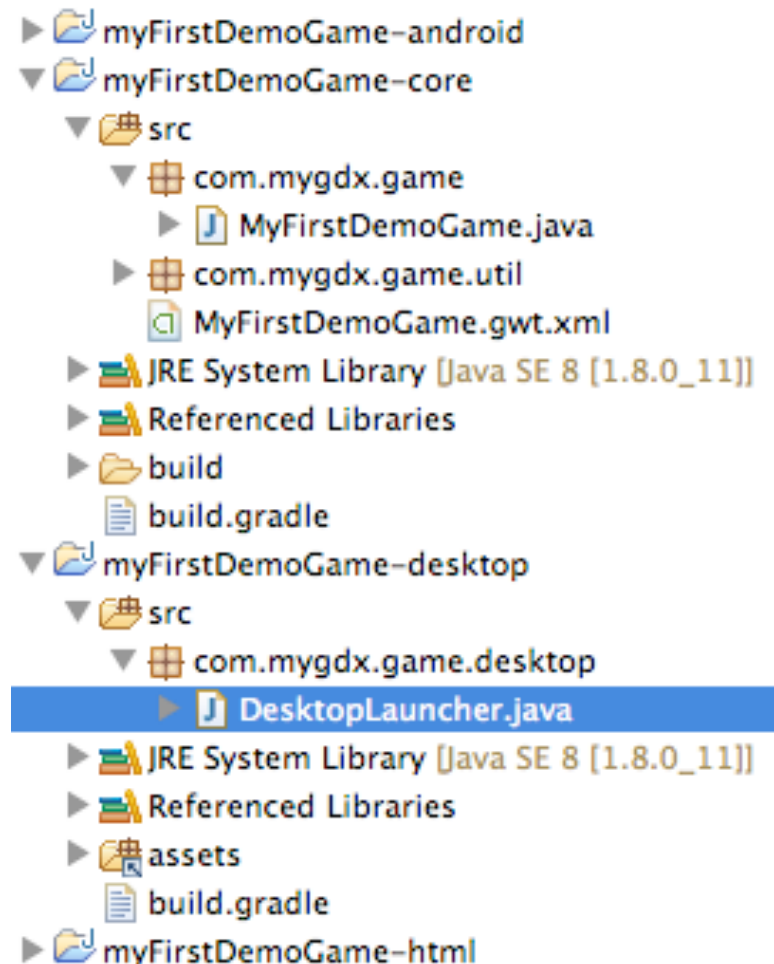 myFirstDemoGame-android
myFirstDemoGame-core
src
com.mygdx.game
MyFirstDemoGame.java
com.mygdx.game.util
MyFirstDemoGame.gwt.xml
JRE System Library [Java SE 8 [1.8.0_11]]
Referenced Libraries
build
build.gradle
myFirstDemoGame-desktop
src
com.mygdx.game.desktop
DesktopLauncher.java
JRE System Library [Java SE 8 [1.8.0_11]]
Referenced Libraries
assets
build.gradle
myFirstDemoGame-html